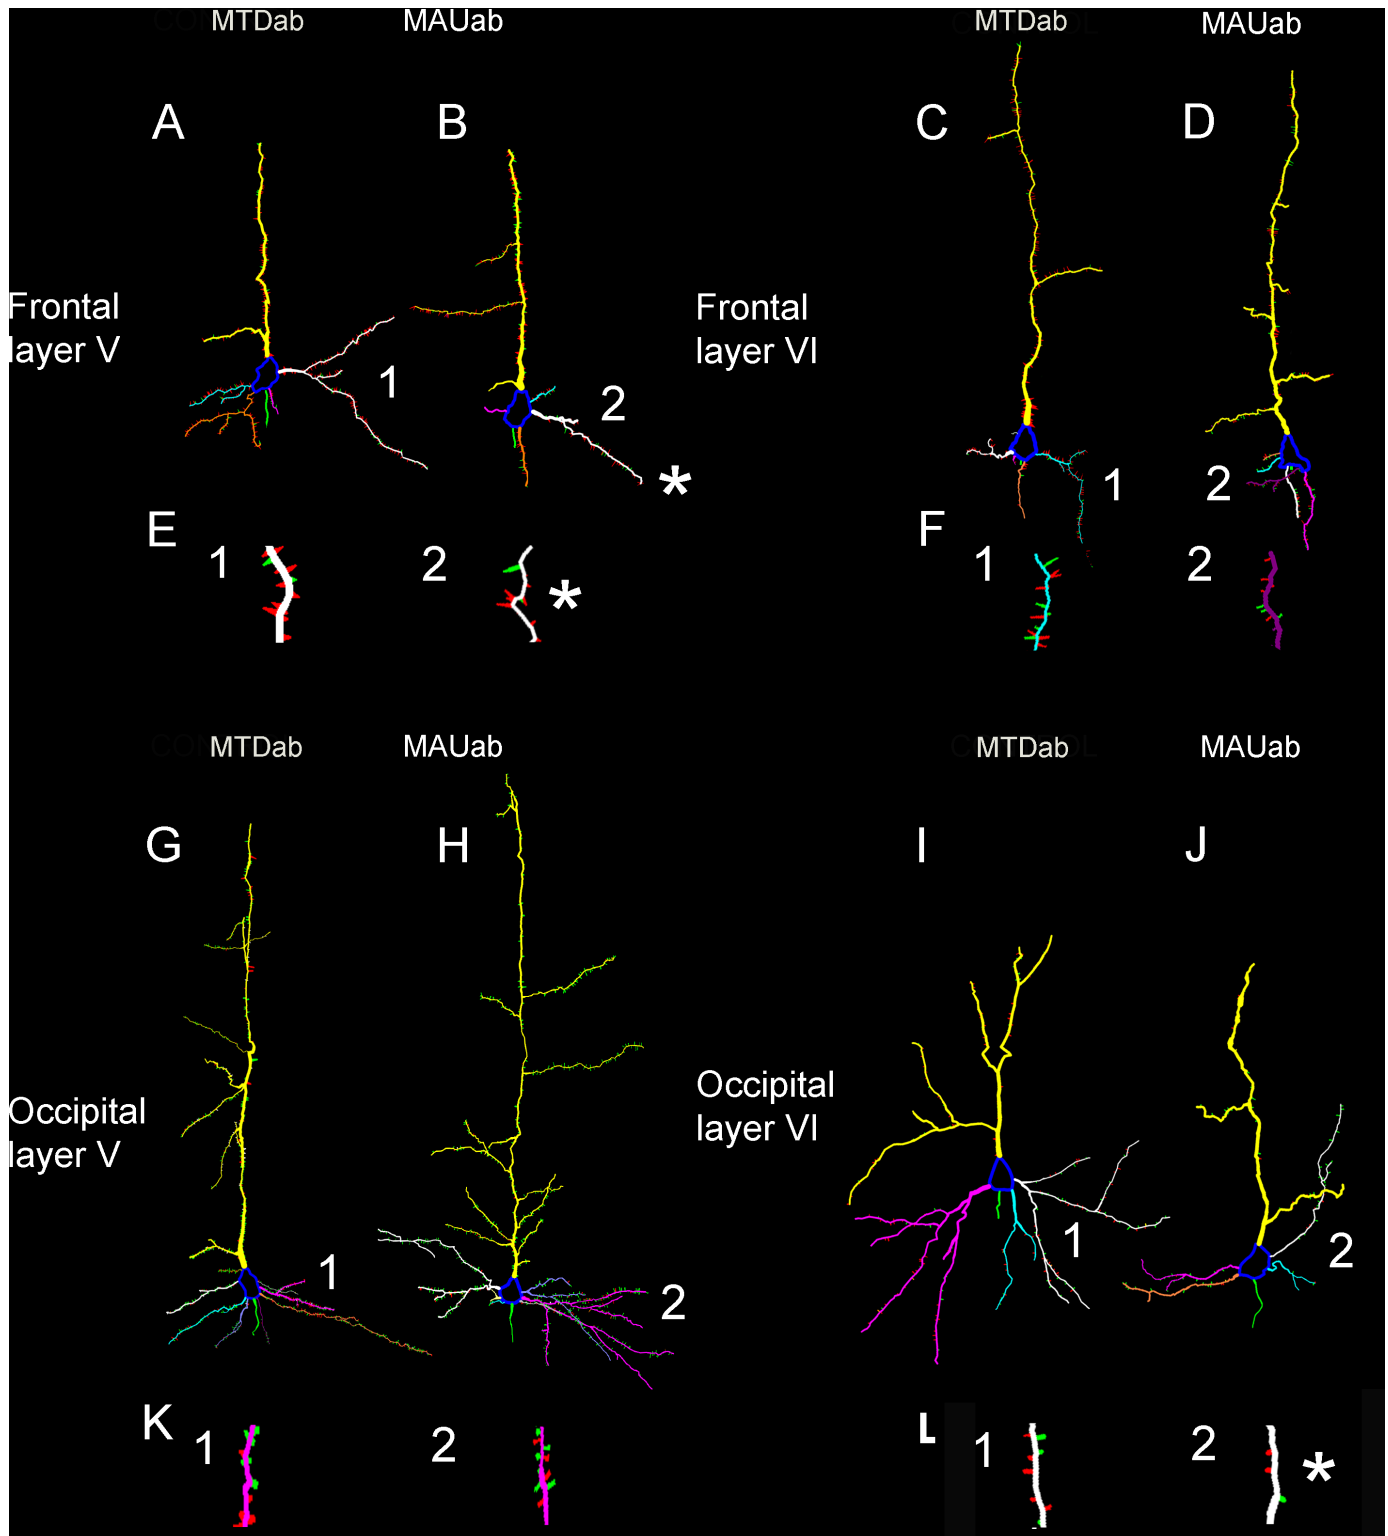 MTDab MAUab MTDab MAUab
A B C D
Frontal
layer V
Frontal
layer VI
1 2 1 2
*
E 1 2 * F 1 2
MTDab MAUab MTDab MAUab
G H I J
Occipital
layer V
Occipital
layer VI
1 2 1 2
K 1 2 L 1 2 *